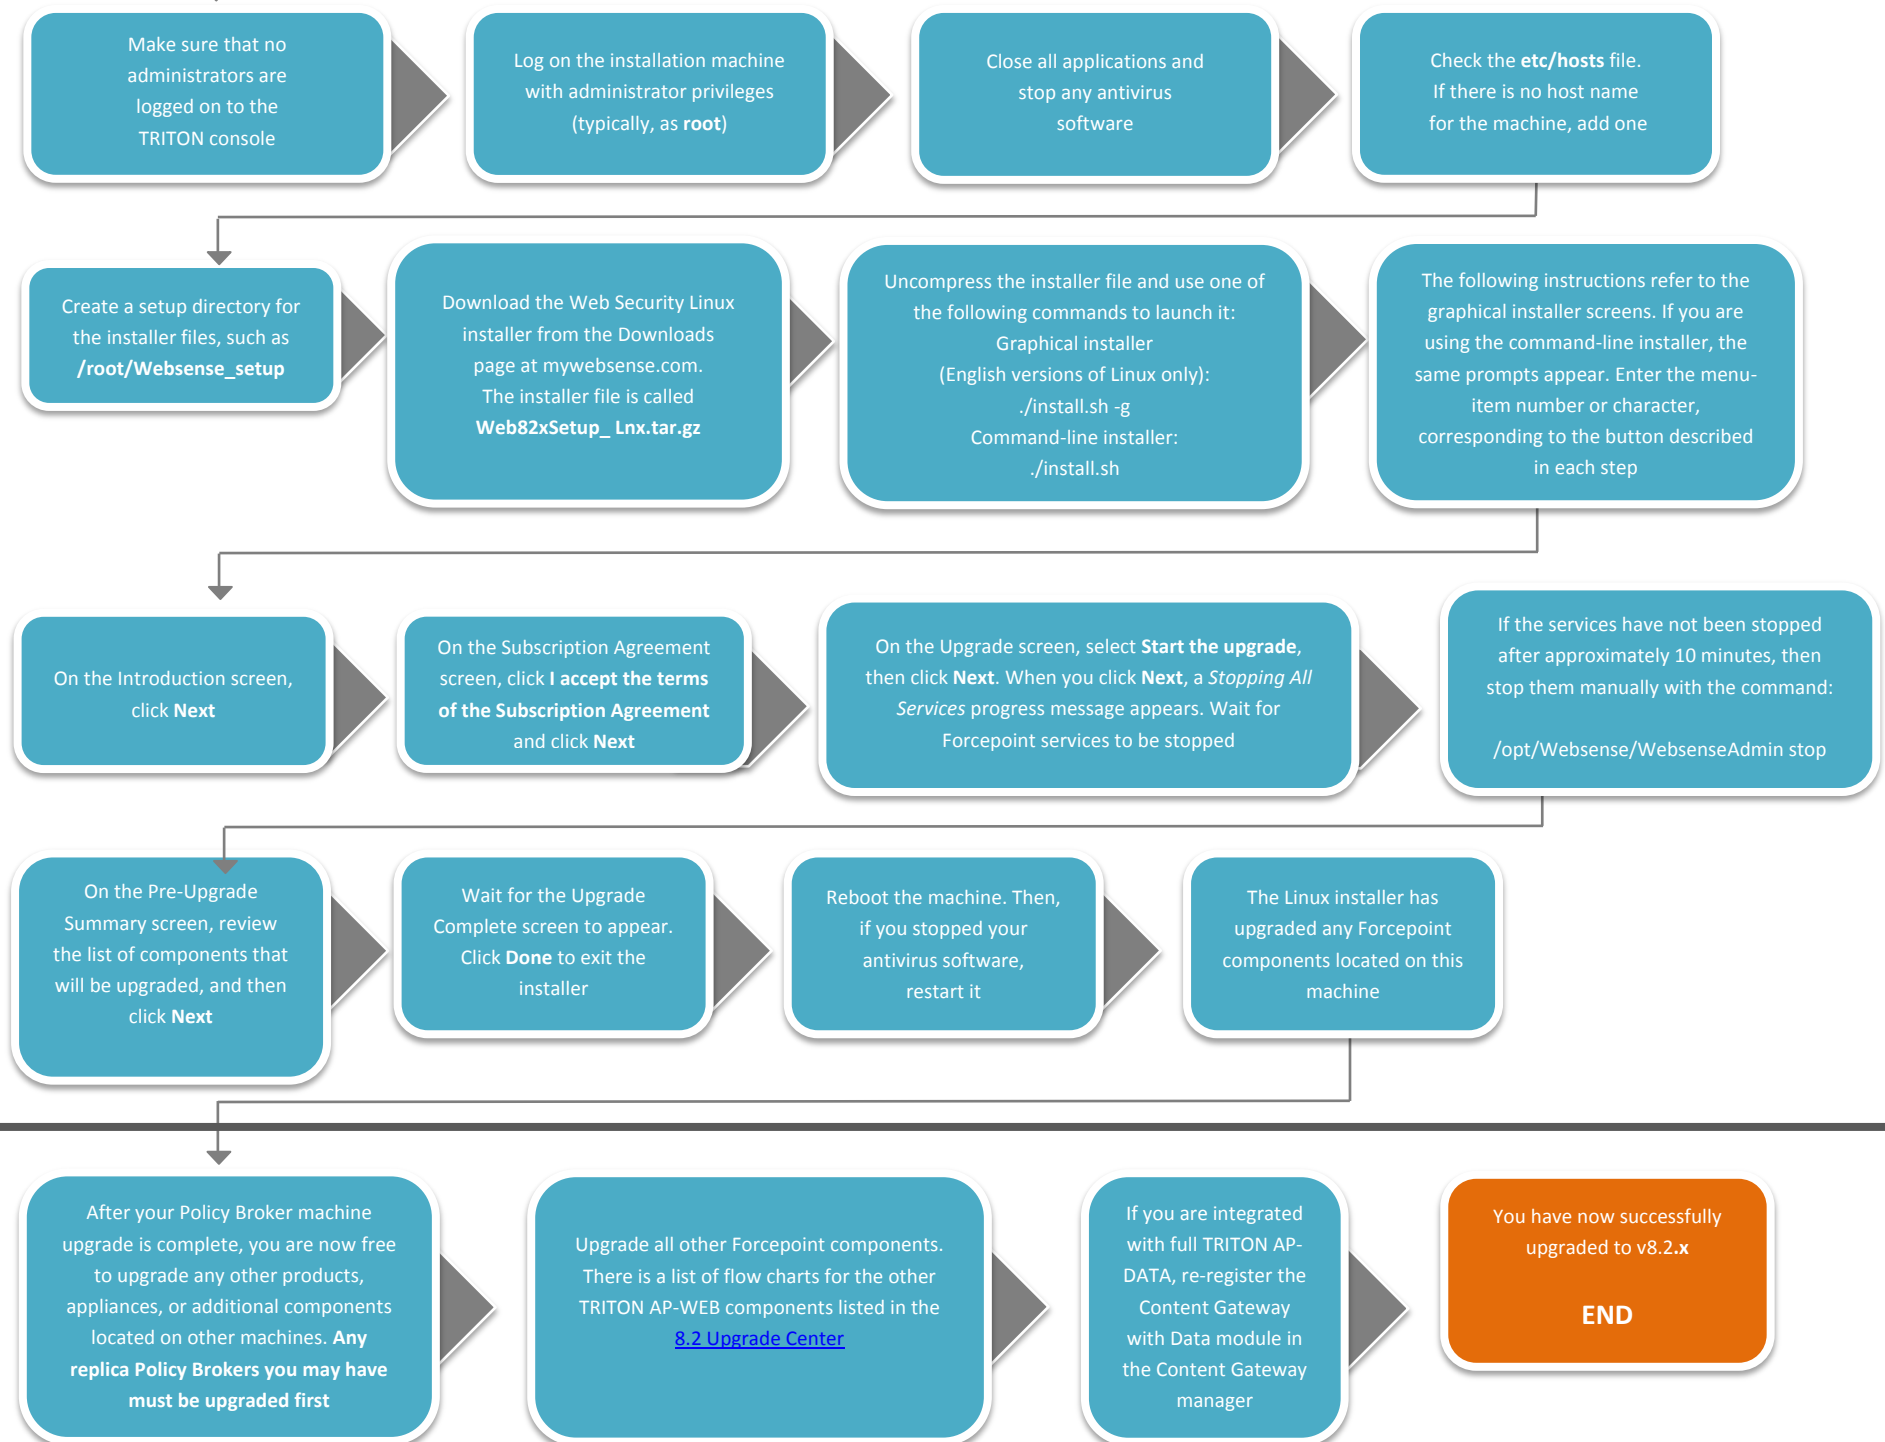 Make sure that no
administrators are
logged on to the
TRITON console
Log on the installation machine
with administrator privileges
(typically, as root)
Close all applications and
stop any antivirus
software
Check the etc/hosts file.
If there is no host name
for the machine, add one
Create a setup directory for
the installer files, such as
/root/Websense_setup
Download the Web Security Linux
installer from the Downloads
page at mywebsense.com.
The installer file is called
Web82xSetup_ Lnx.tar.gz
Uncompress the installer file and use one of
the following commands to launch it:
Graphical installer
(English versions of Linux only):
./install.sh -g
Command-line installer:
./install.sh
The following instructions refer to the
graphical installer screens. If you are
using the command-line installer, the
same prompts appear. Enter the menu-
item number or character,
corresponding to the button described
in each step
On the Introduction screen,
click Next
On the Subscription Agreement
screen, click I accept the terms
of the Subscription Agreement
and click Next
On the Upgrade screen, select Start the upgrade,
then click Next. When you click Next, a Stopping All
Services progress message appears. Wait for
Forcepoint services to be stopped
If the services have not been stopped
after approximately 10 minutes, then
stop them manually with the command:
/opt/Websense/WebsenseAdmin stop
On the Pre-Upgrade
Summary screen, review
the list of components that
will be upgraded, and then
click Next
Wait for the Upgrade
Complete screen to appear.
Click Done to exit the
installer
Reboot the machine. Then,
if you stopped your
antivirus software,
restart it
The Linux installer has
upgraded any Forcepoint
components located on this
machine
After your Policy Broker machine
upgrade is complete, you are now free
to upgrade any other products,
appliances, or additional components
located on other machines. Any
replica Policy Brokers you may have
must be upgraded first
Upgrade all other Forcepoint components.
There is a list of flow charts for the other
TRITON AP-WEB components listed in the
8.2 Upgrade Center
If you are integrated
with full TRITON AP-
DATA, re-register the
Content Gateway
with Data module in
the Content Gateway
manager
You have now successfully
upgraded to v8.2.x
END